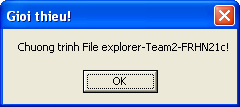 Gioi thieu!
Chuong trinh File explorer-Team2-FRHN21c!
OK